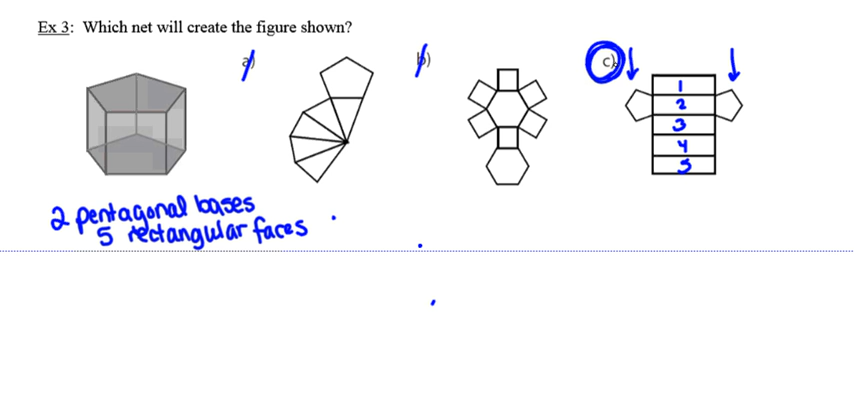 Ex 3: Which net will create the figure shown?
a)
b)
c)
1
2
3
4
5
2 pentagonal bases
5 rectangular faces